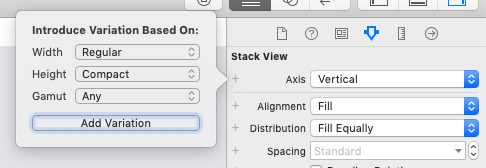 Introduce Variation Based On:
Width Regular
Height Compact
Gamut Any
Add Variation
Stack View
Axis Vertical
Alignment Fill
Distribution Fill Equally
Spacing Standard